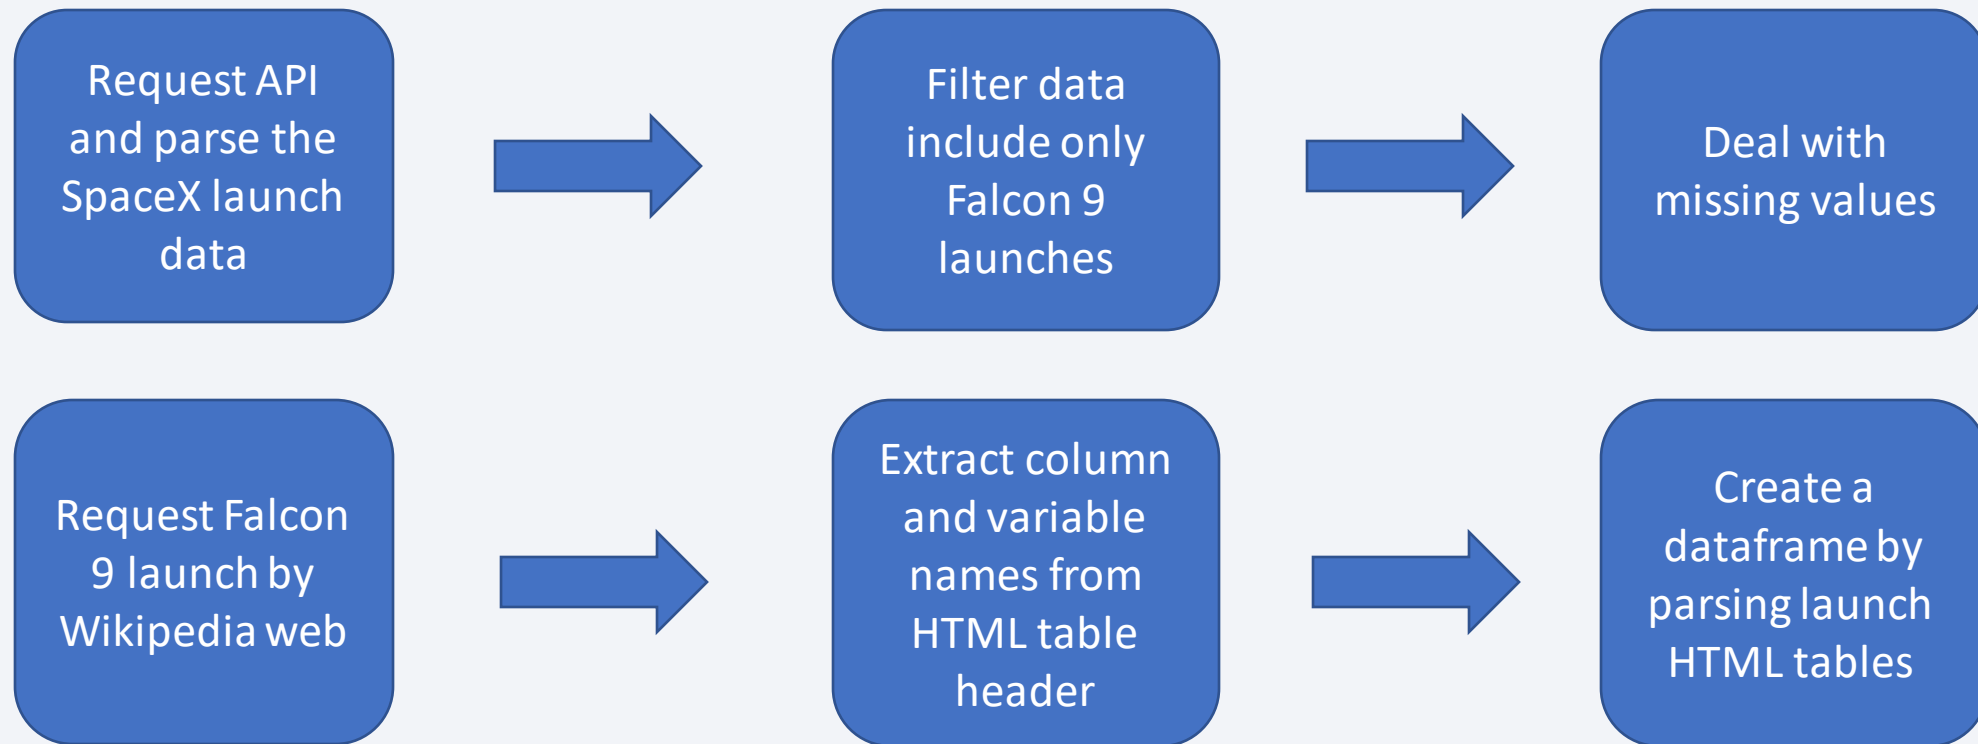 Request API
and parse the
SpaceX launch
data
Filter data
include only
Falcon 9
launches
Deal with
missing values
Request Falcon
9 launch by
Wikipedia web
Extract column
and variable
names from
HTML table
header
Create a
dataframe by
parsing launch
HTML tables